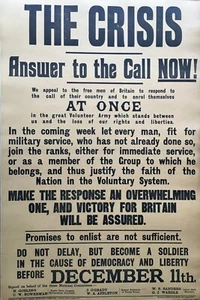 THE CRISIS
Answer to the Call NOW!
We appeal to the free men of Britain to respond to
the call of their country and to enrol themselves
AT ONCE
in the great Volunteer Army which stands between
us and the loss of our rights and liberties.
In the coming week let every man, fit for
military service, who has not already done so,
join the ranks, either for immediate service,
or as a member of the Group to which he
belongs, and thus justify the faith of the
Nation in the Voluntary System.
MAKE THE RESPONSE AN OVERWHELMING
ONE, AND VICTORY FOR BRITAIN
WILL BE ASSURED.
Promises to enlist are not sufficient.
DO NOT DELAY, BUT BECOME A SOLDIER
IN THE CAUSE OF DEMOCRACY AND LIBERTY
BEFORE DECEMBER 11th.
H. GOSLING
C. W. BOWERMAN
J. O'GRADY
W. A. APPLETON
W. S. SANDERS
G. J. WARDLE